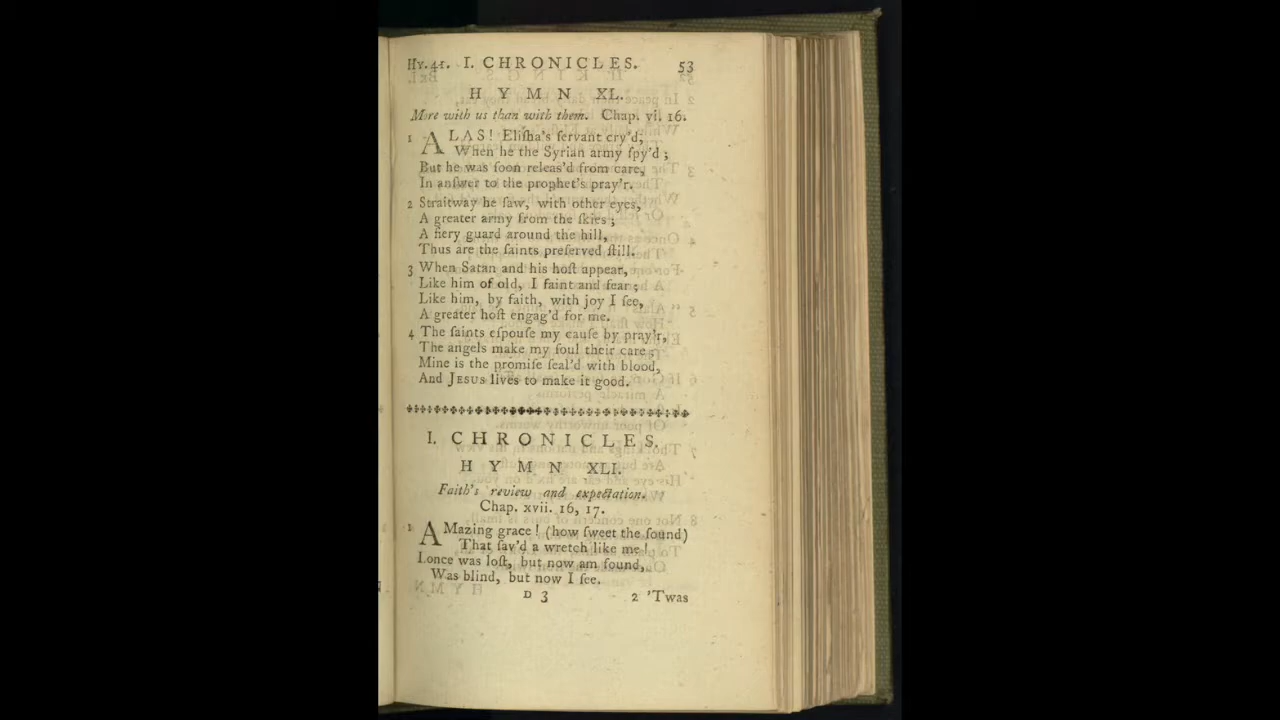 Hy. 41. I. CHRONICLES. 53
HYMN XL.
More with us than with them. Chap. vi. 16.
1 ALAS! Eliſha's ſervant cry'd,
When he the Syrian army ſpy'd;
But he was ſoon releas'd from care,
In anſwer to the prophet's pray'r.
2 Straitway he ſaw, with other eyes,
A greater army from the ſkies;
A fiery guard around the hill,
Thus are the ſaints preſerved ſtill.
3 When Satan and his hoſt appear,
Like him of old, I faint and fear;
Like him, by faith, with joy I ſee,
A greater hoſt engag'd for me.
4 The ſaints eſpouſe my cauſe by pray'r,
The angels make my ſoul their care;
Mine is the promiſe ſeal'd with blood,
And Jesus lives to make it good.
I. CHRONICLES.
HYMN XLI.
Faith's review and expectation.
Chap. xvii. 16, 17.
1 AMazing grace! (how ſweet the ſound)
That ſav'd a wretch like me!
I once was loſt, but now am found,
Was blind, but now I ſee.
D 3 2 'Twas